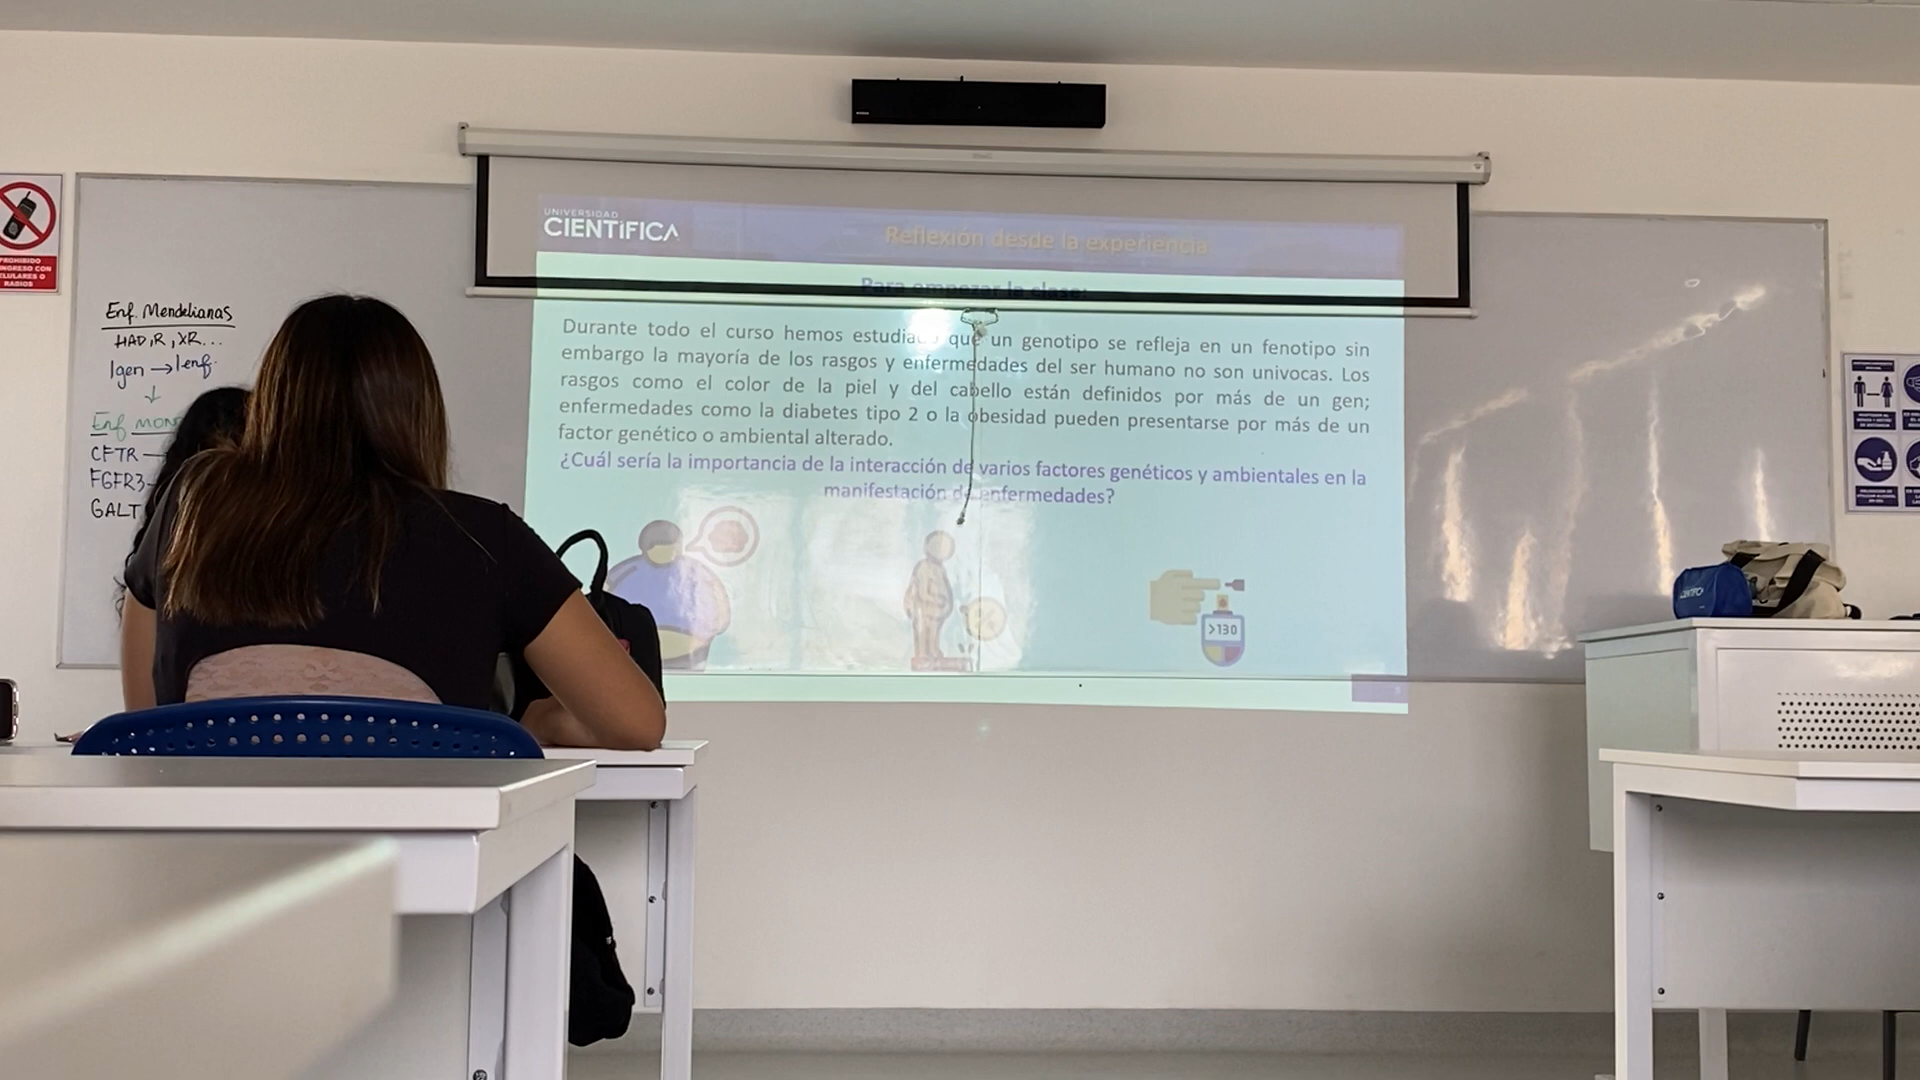 PROHIBIDO
INGRESO CON
CELULARES O
RADIOS
Enf. Mendelianas
HAD, R, XR...
1gen → 1enf.
↓
Enf
CFTR
FGFR3
GALT
UNIVERSIDAD
CIENTÍFICA
Reflexión desde la experiencia
Para empezar la clase:
Durante todo el curso hemos estudiado que un genotipo se refleja en un fenotipo sin
embargo la mayoría de los rasgos y enfermedades del ser humano no son univocas. Los
rasgos como el color de la piel y del cabello están definidos por más de un gen;
enfermedades como la diabetes tipo 2 o la obesidad pueden presentarse por más de un
factor genético o ambiental alterado.
¿Cuál sería la importancia de la interacción de varios factores genéticos y ambientales en la
manifestación de enfermedades?
>130